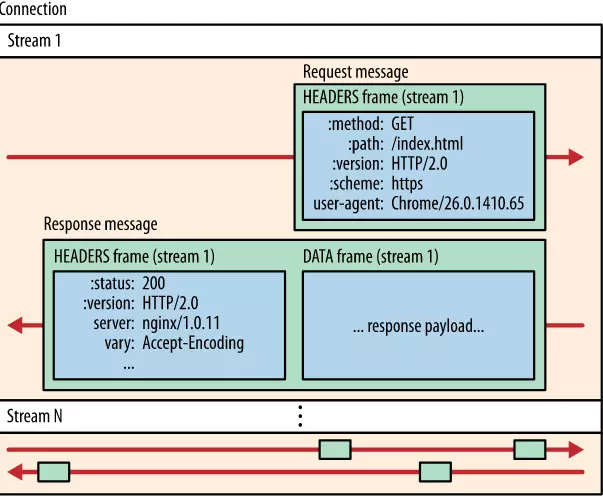 Connection
Stream 1
Request message
HEADERS frame (stream 1)
:method: GET
:path: /index.html
:version: HTTP/2.0
:scheme: https
user-agent: Chrome/26.0.1410.65
Response message
HEADERS frame (stream 1)
:status: 200
:version: HTTP/2.0
server: nginx/1.0.11
vary: Accept-Encoding
...
DATA frame (stream 1)
... response payload...
Stream N